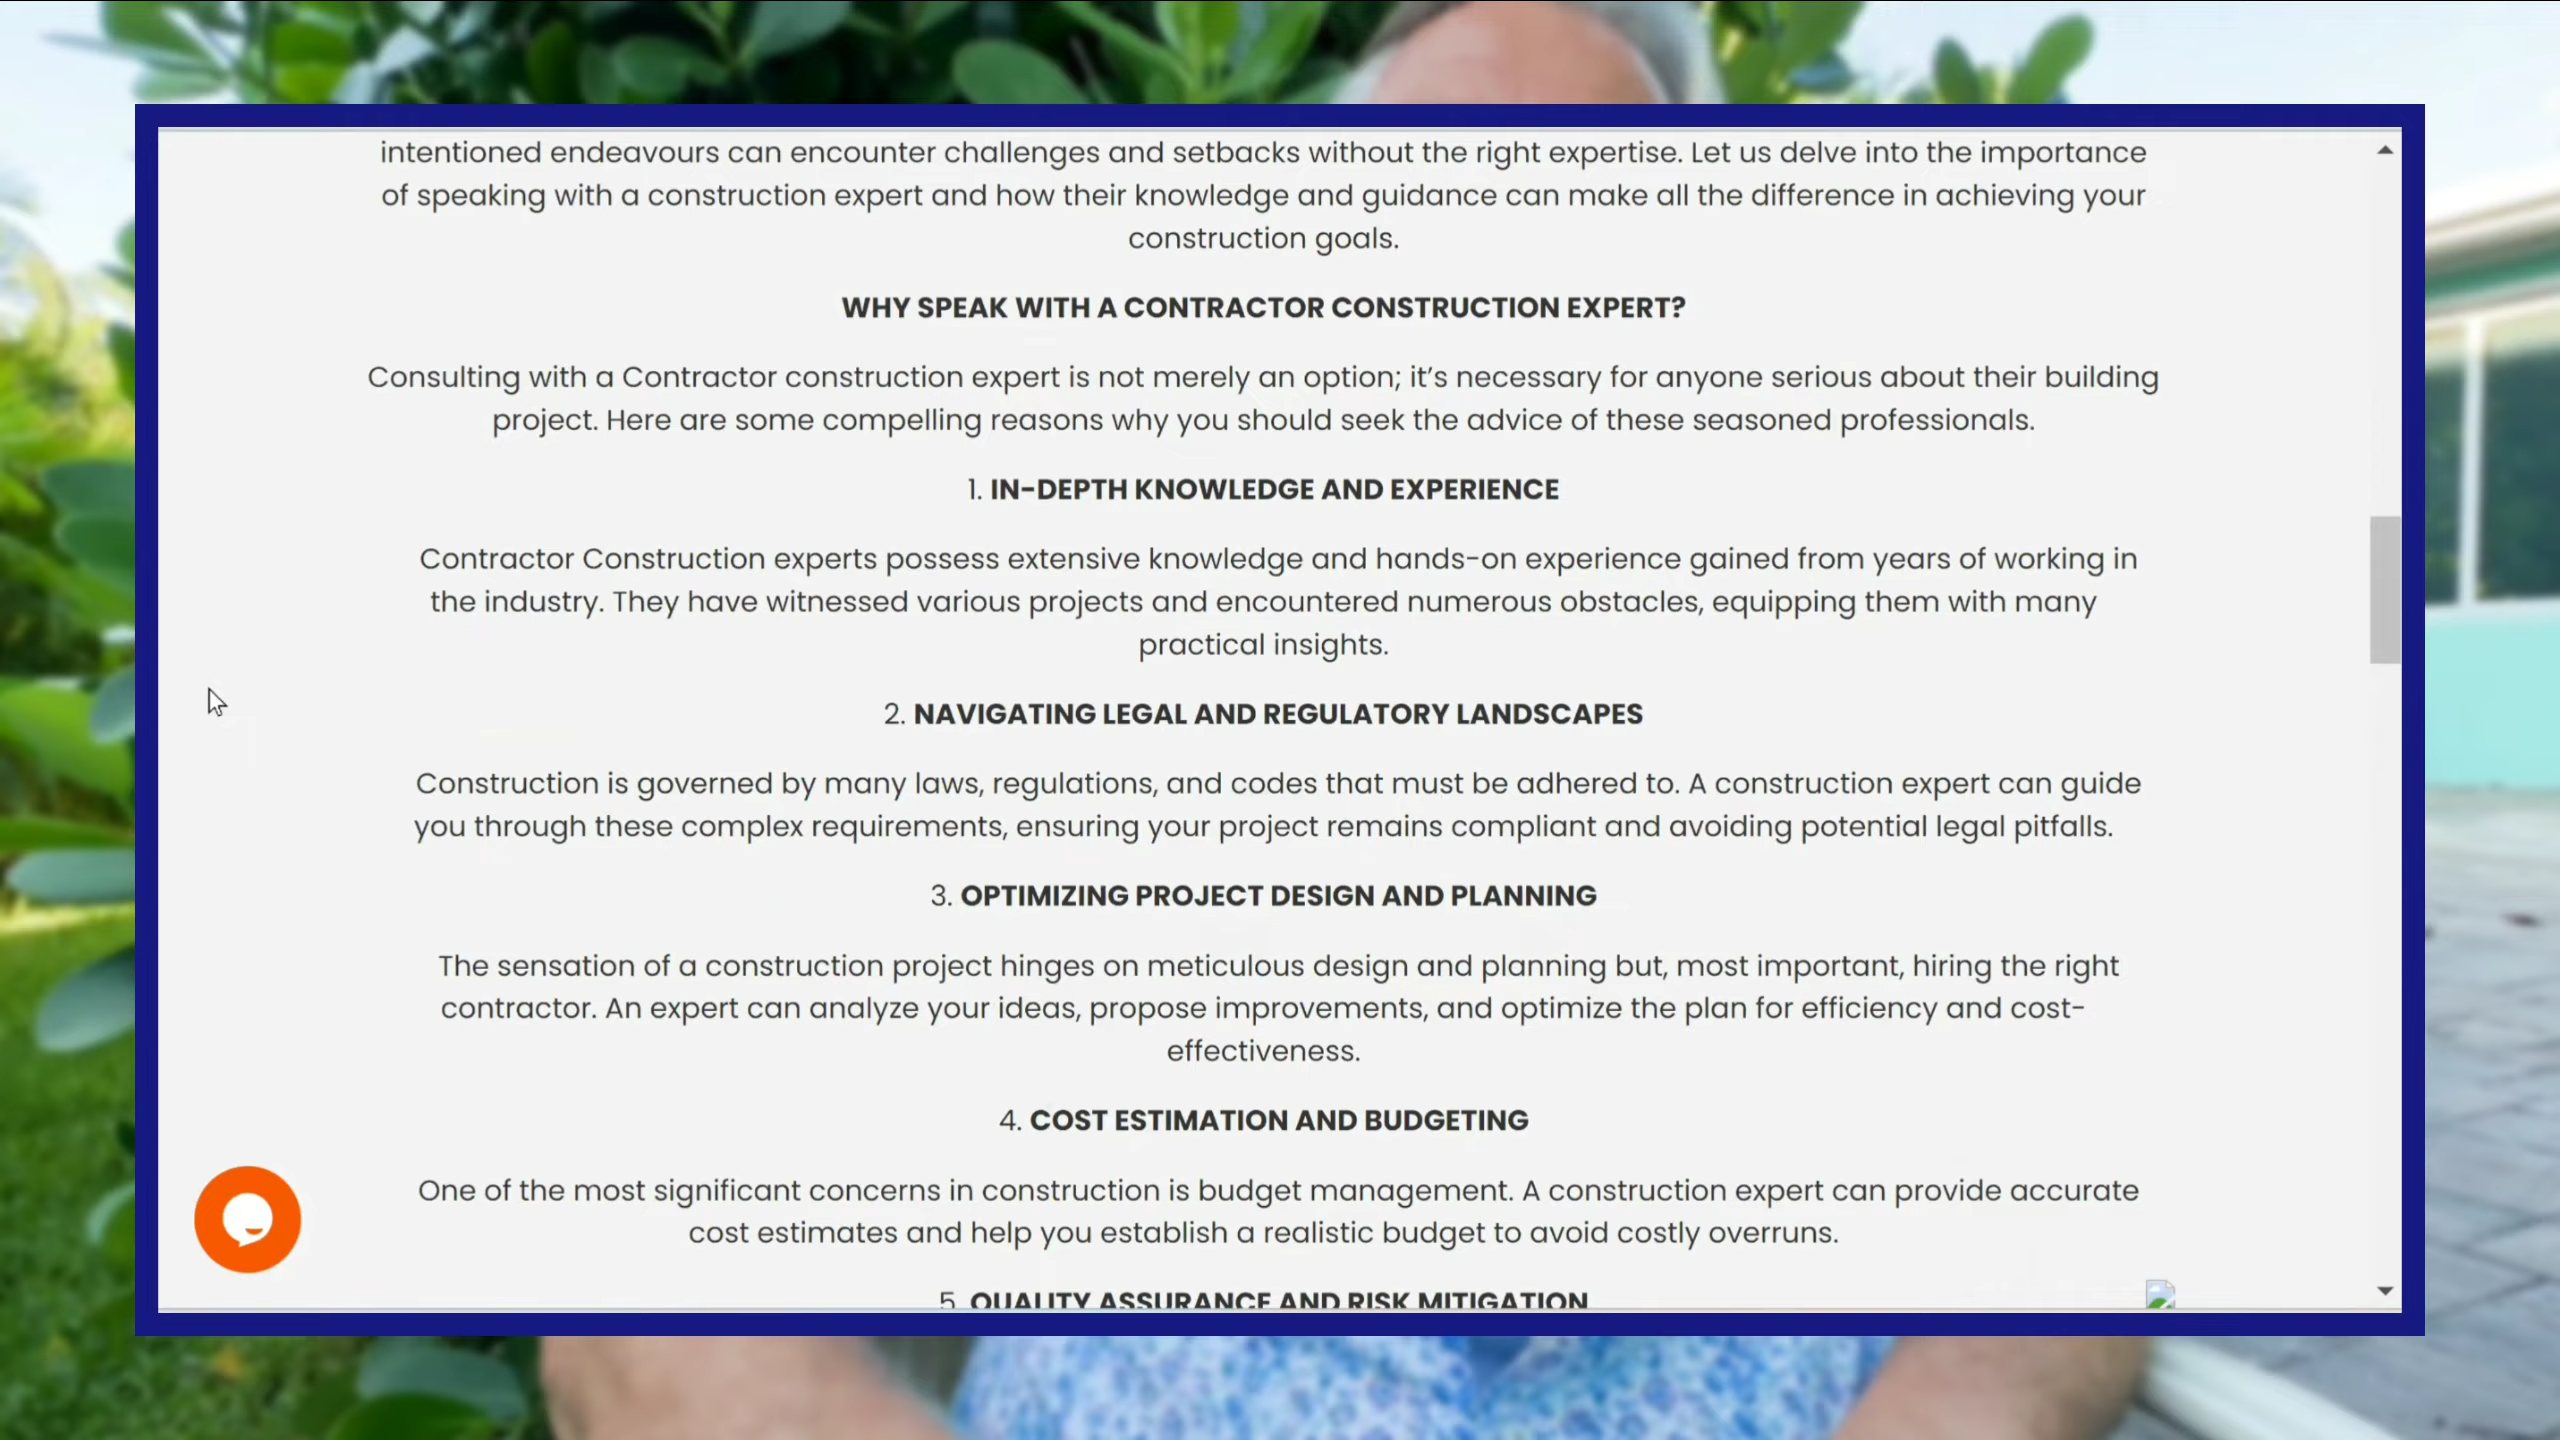 intentioned endeavours can encounter challenges and setbacks without the right expertise. Let us delve into the importance
of speaking with a construction expert and how their knowledge and guidance can make all the difference in achieving your
construction goals.
WHY SPEAK WITH A CONTRACTOR CONSTRUCTION EXPERT?
Consulting with a Contractor construction expert is not merely an option; it's necessary for anyone serious about their building
project. Here are some compelling reasons why you should seek the advice of these seasoned professionals.
1. IN-DEPTH KNOWLEDGE AND EXPERIENCE
Contractor Construction experts possess extensive knowledge and hands-on experience gained from years of working in
the industry. They have witnessed various projects and encountered numerous obstacles, equipping them with many
practical insights.
2. NAVIGATING LEGAL AND REGULATORY LANDSCAPES
Construction is governed by many laws, regulations, and codes that must be adhered to. A construction expert can guide
you through these complex requirements, ensuring your project remains compliant and avoiding potential legal pitfalls.
3. OPTIMIZING PROJECT DESIGN AND PLANNING
The sensation of a construction project hinges on meticulous design and planning but, most important, hiring the right
contractor. An expert can analyze your ideas, propose improvements, and optimize the plan for efficiency and cost-
effectiveness.
4. COST ESTIMATION AND BUDGETING
One of the most significant concerns in construction is budget management. A construction expert can provide accurate
cost estimates and help you establish a realistic budget to avoid costly overruns.
5. QUALITY ASSURANCE AND RISK MITIGATION